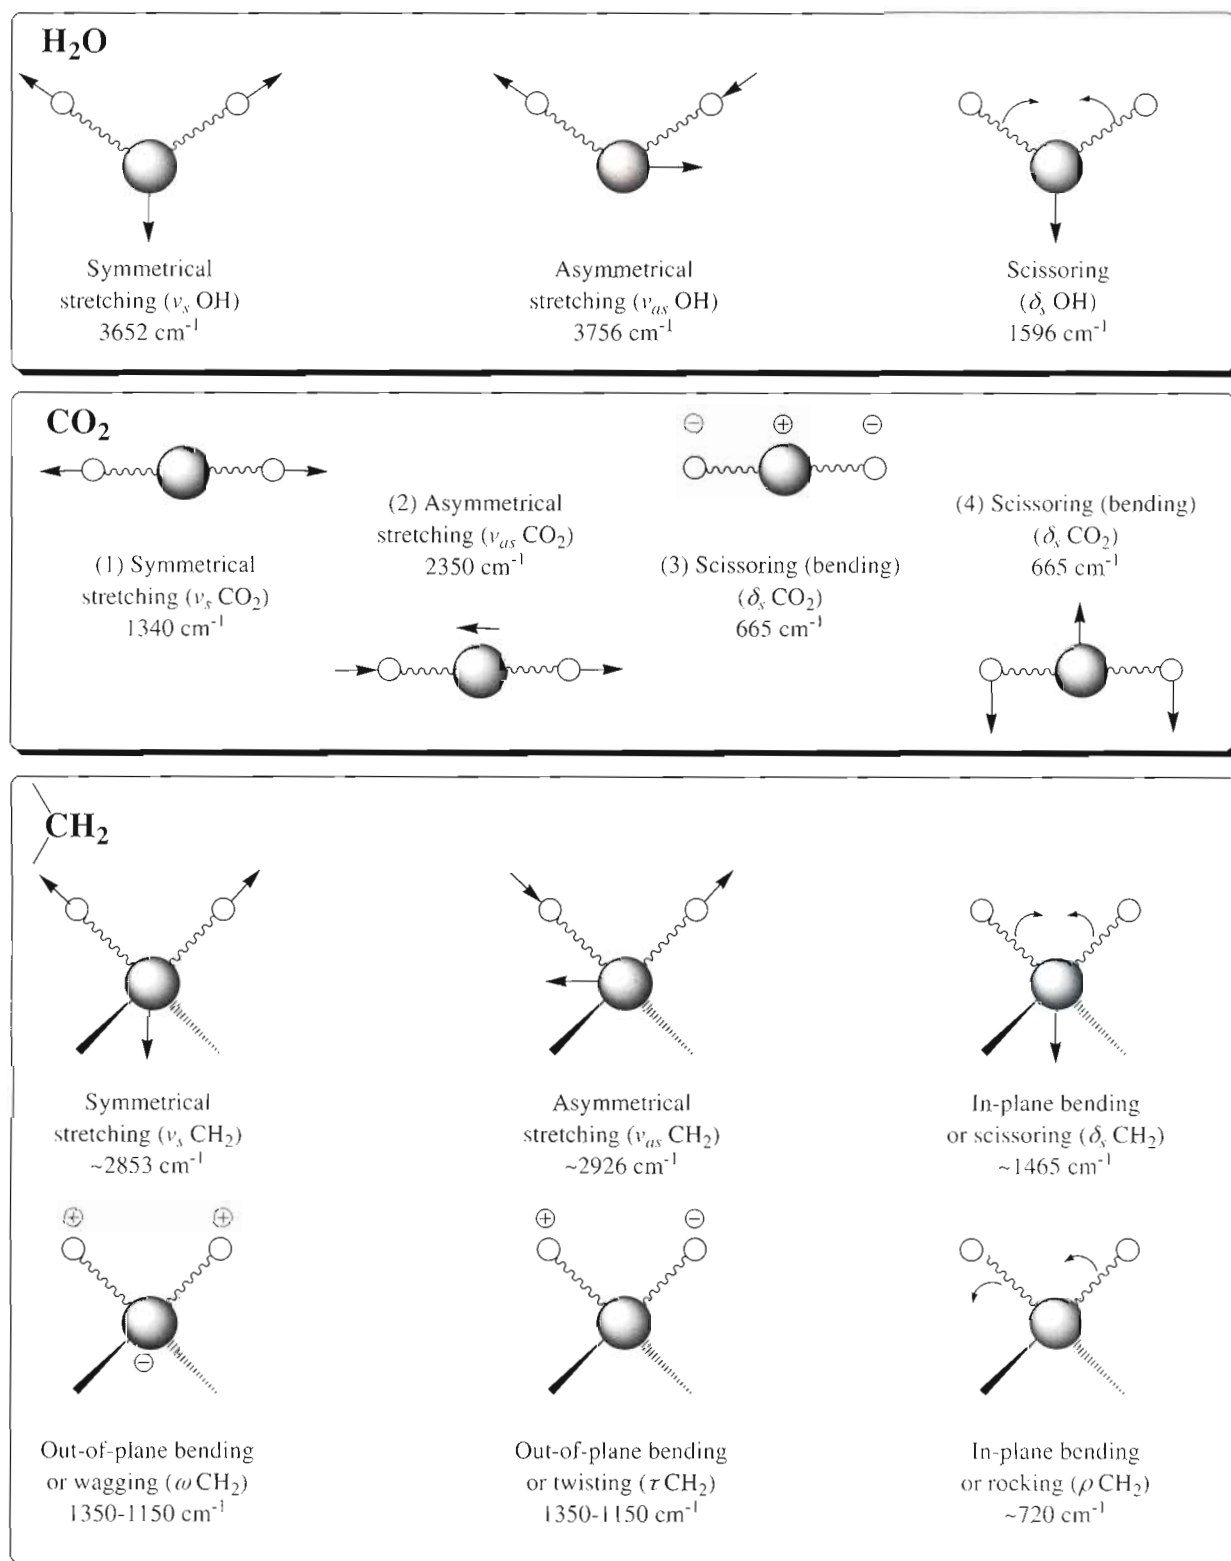 H₂O
Symmetrical
stretching (νₛ OH)
3652 cm⁻¹
Asymmetrical
stretching (νₐₛ OH)
3756 cm⁻¹
Scissoring
(δₛ OH)
1596 cm⁻¹
CO₂
(1) Symmetrical
stretching (νₛ CO₂)
1340 cm⁻¹
(2) Asymmetrical
stretching (νₐₛ CO₂)
2350 cm⁻¹
⊖ ⊕ ⊖
(3) Scissoring (bending)
(δₛ CO₂)
665 cm⁻¹
(4) Scissoring (bending)
(δₛ CO₂)
665 cm⁻¹
CH₂
Symmetrical
stretching (νₛ CH₂)
~2853 cm⁻¹
Asymmetrical
stretching (νₐₛ CH₂)
~2926 cm⁻¹
In-plane bending
or scissoring (δₛ CH₂)
~1465 cm⁻¹
⊕ ⊕
⊖
Out-of-plane bending
or wagging (ω CH₂)
1350-1150 cm⁻¹
⊕ ⊖
Out-of-plane bending
or twisting (τ CH₂)
1350-1150 cm⁻¹
In-plane bending
or rocking (ρ CH₂)
~720 cm⁻¹